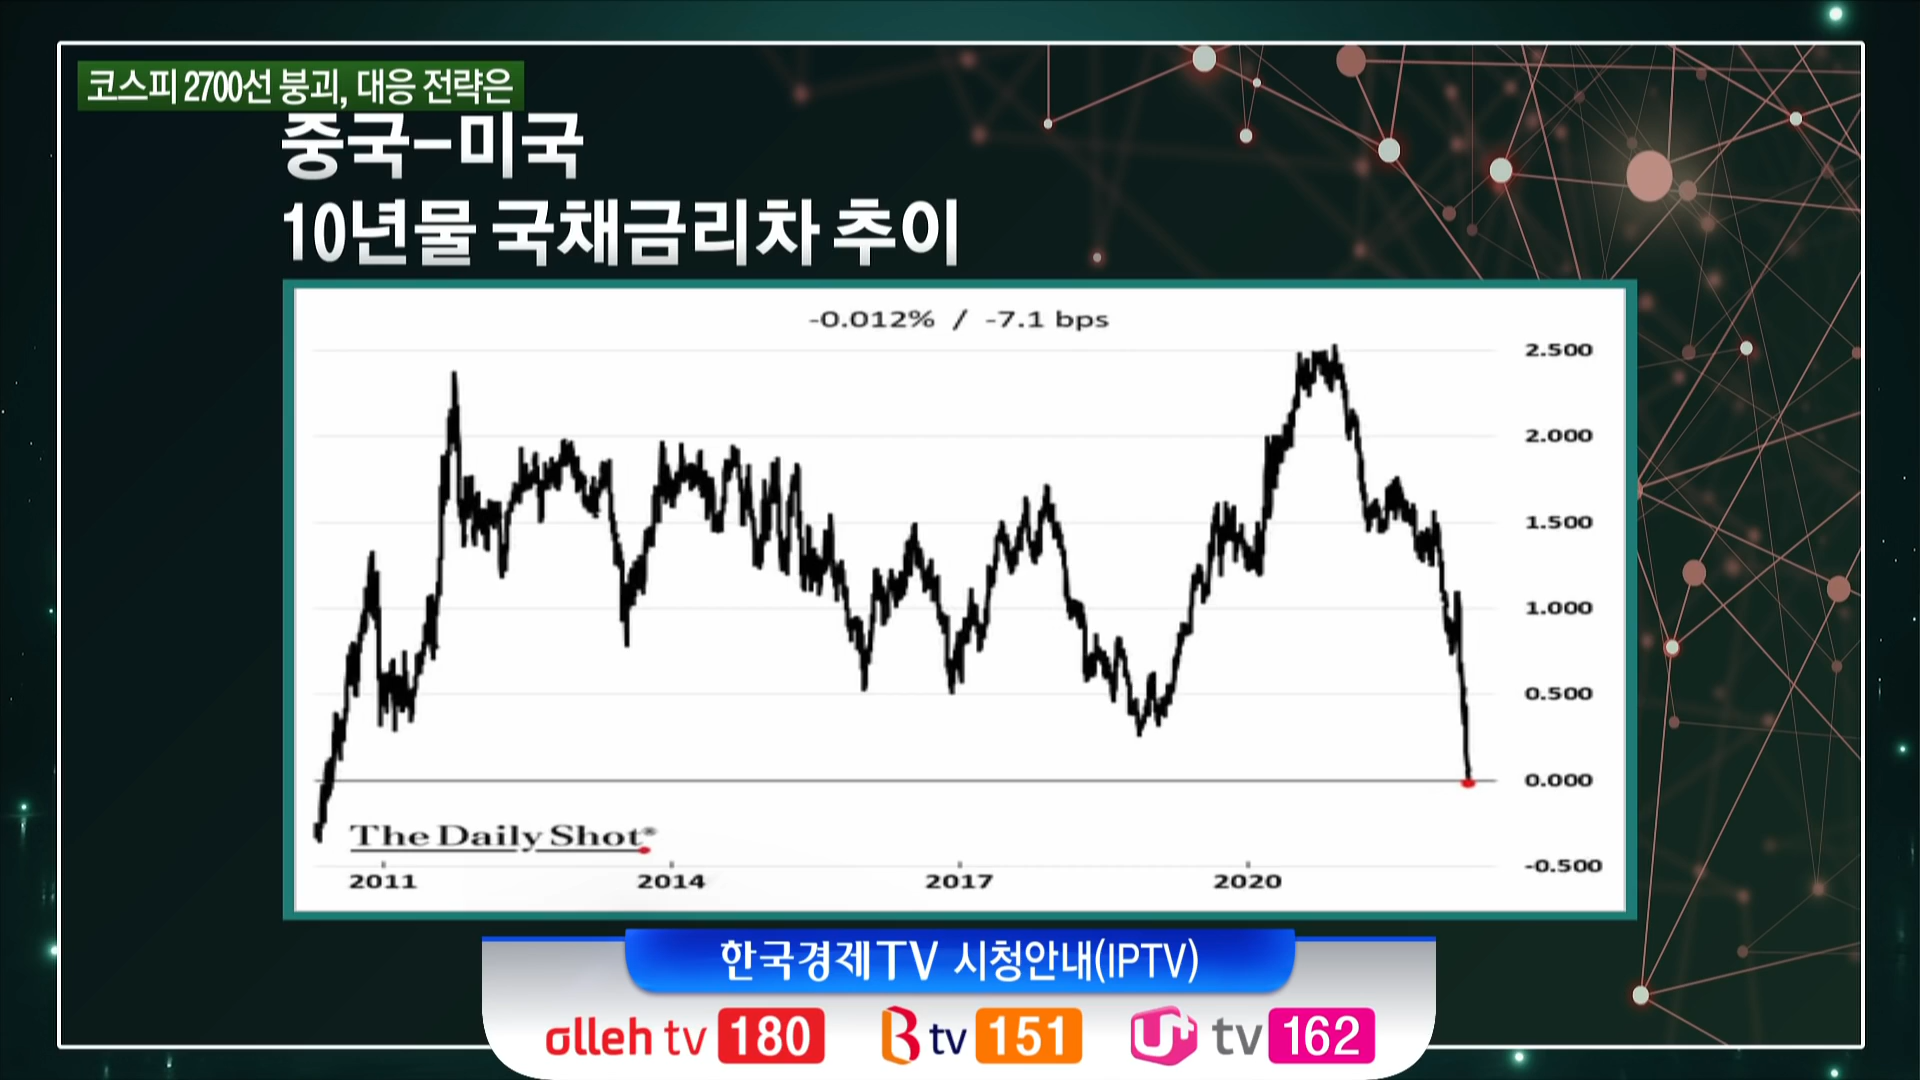 코스피 2700선 붕괴, 대응 전략은
중국-미국
10년물 국채금리차 추이
-0.012% / -7.1 bps
2.500
2.000
1.500
1.000
0.500
0.000
-0.500
The Daily Shot®
2011 2014 2017 2020
한국경제TV 시청안내(IPTV)
olleh tv 180 B tv 151 U+ tv 162